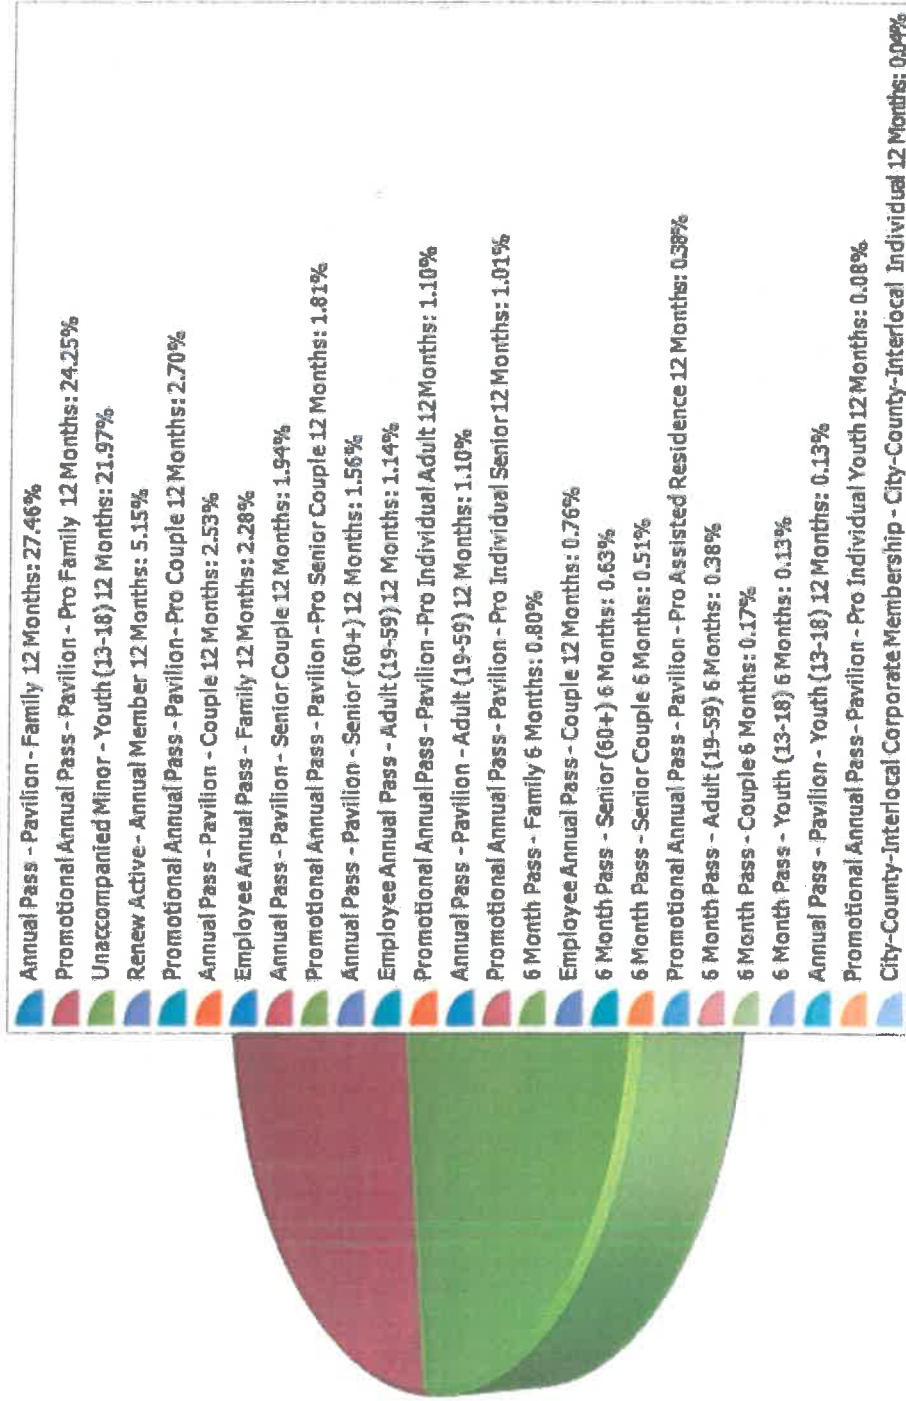 Annual Pass - Pavilion - Family 12 Months: 27.46%
Promotional Annual Pass - Pavilion - Pro Family 12 Months: 24.25%
Unaccompanied Minor - Youth (13-18) 12 Months: 21.97%
Renew Active - Annual Member 12 Months: 5.15%
Promotional Annual Pass - Pavilion - Pro Couple 12 Months: 2.70%
Annual Pass - Pavilion - Couple 12 Months: 2.53%
Employee Annual Pass - Family 12 Months: 2.28%
Annual Pass - Pavilion - Senior Couple 12 Months: 1.94%
Promotional Annual Pass - Pavilion - Pro Senior Couple 12 Months: 1.81%
Annual Pass - Pavilion - Senior (60+) 12 Months: 1.56%
Employee Annual Pass - Adult (19-59) 12 Months: 1.14%
Promotional Annual Pass - Pavilion - Pro Individual Adult 12 Months: 1.10%
Annual Pass - Pavilion - Adult (19-59) 12 Months: 1.10%
Promotional Annual Pass - Pavilion - Pro Individual Senior 12 Months: 1.01%
6 Month Pass - Family 6 Months: 0.80%
Employee Annual Pass - Couple 12 Months: 0.76%
6 Month Pass - Senior (60+) 6 Months: 0.63%
6 Month Pass - Senior Couple 6 Months: 0.51%
Promotional Annual Pass - Pavilion - Pro Assisted Residence 12 Months: 0.38%
6 Month Pass - Adult (19-59) 6 Months: 0.38%
6 Month Pass - Couple 6 Months: 0.17%
6 Month Pass - Youth (13-18) 6 Months: 0.13%
Annual Pass - Pavilion - Youth (13-18) 12 Months: 0.13%
Promotional Annual Pass - Pavilion - Pro Individual Youth 12 Months: 0.08%
City-County-Interlocal Corporate Membership - City-County-Interlocal Individual 12 Months: 0.04%